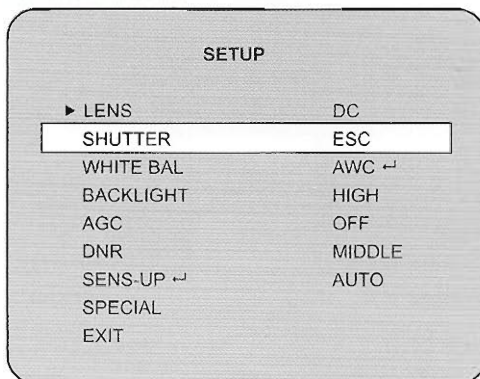 SETUP
▶ LENS DC
SHUTTER ESC
WHITE BAL AWC ↵
BACKLIGHT HIGH
AGC OFF
DNR MIDDLE
SENS-UP ↵ AUTO
SPECIAL
EXIT